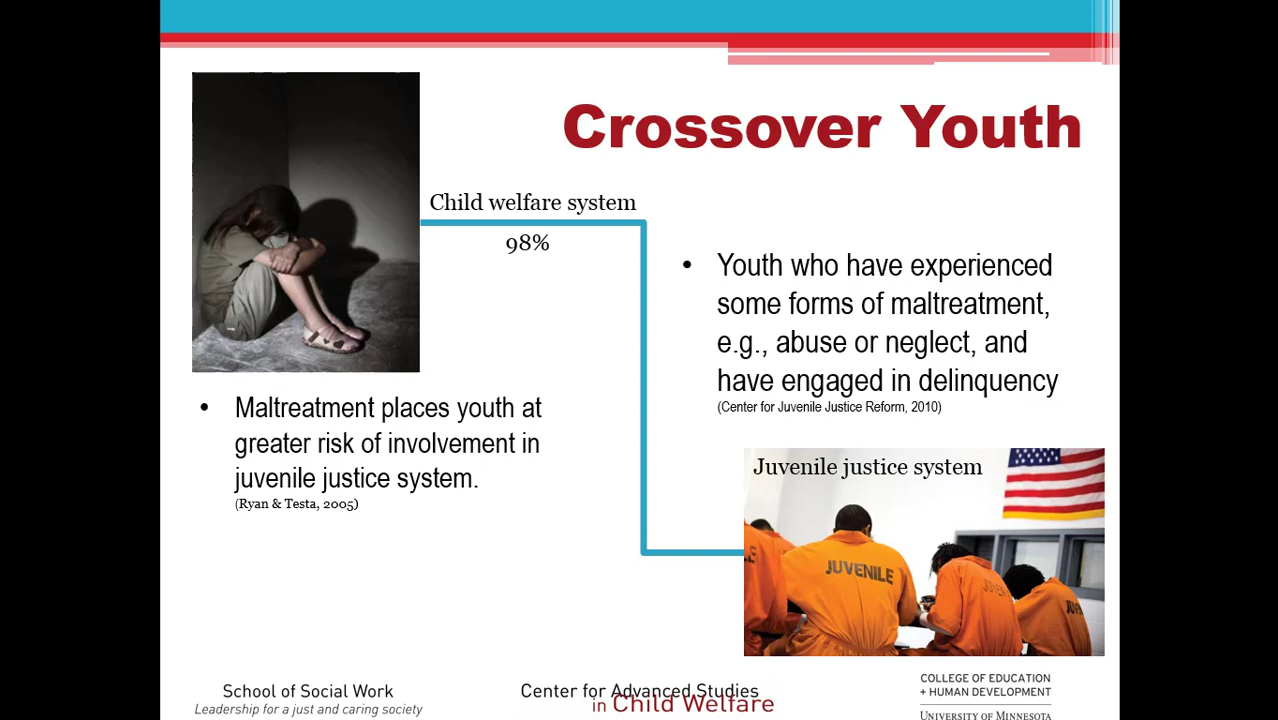 Crossover Youth
Child welfare system
98%
• Youth who have experienced
some forms of maltreatment,
e.g., abuse or neglect, and
have engaged in delinquency
(Center for Juvenile Justice Reform, 2010)
• Maltreatment places youth at
greater risk of involvement in
juvenile justice system.
(Ryan & Testa, 2005)
Juvenile justice system
JUVENILE
School of Social Work
Leadership for a just and caring society
Center for Advanced Studies
in Child Welfare
COLLEGE OF EDUCATION
+ HUMAN DEVELOPMENT
UNIVERSITY OF MINNESOTA